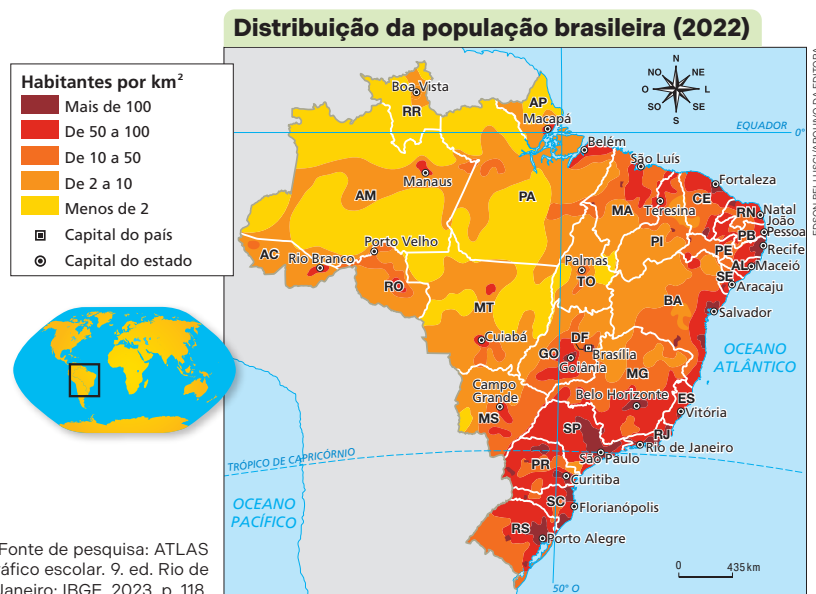 Distribuição da população brasileira (2022)
Habitantes por km²
Mais de 100
De 50 a 100
De 10 a 50
De 2 a 10
Menos de 2
Capital do país
Capital do estado
N
NO NE
O L
SO SE
S
EQUADOR 0°
Boa Vista
RR
AP
Macapá
Belém
São Luís
Fortaleza
Manaus
AM
PA
MA
Teresina
CE
RN
Natal
João
Pessoa
PB
PI
PE
Recife
AL
Maceió
SE
Aracaju
AC
Rio Branco
Porto Velho
RO
Palmas
TO
BA
Salvador
MT
Cuiabá
DF
Brasília
GO
Goiânia
MG
OCEANO
ATLÂNTICO
Campo
Grande
MS
Belo Horizonte
ES
Vitória
SP
RJ
Rio de Janeiro
São Paulo
TRÓPICO DE CAPRICÓRNIO
PR
Curitiba
OCEANO
PACÍFICO
SC
Florianópolis
RS
Porto Alegre
0 435 km
50° O
Fonte de pesquisa: ATLAS
áfico escolar. 9. ed. Rio de
Janeiro: IBGE, 2023. p. 118.